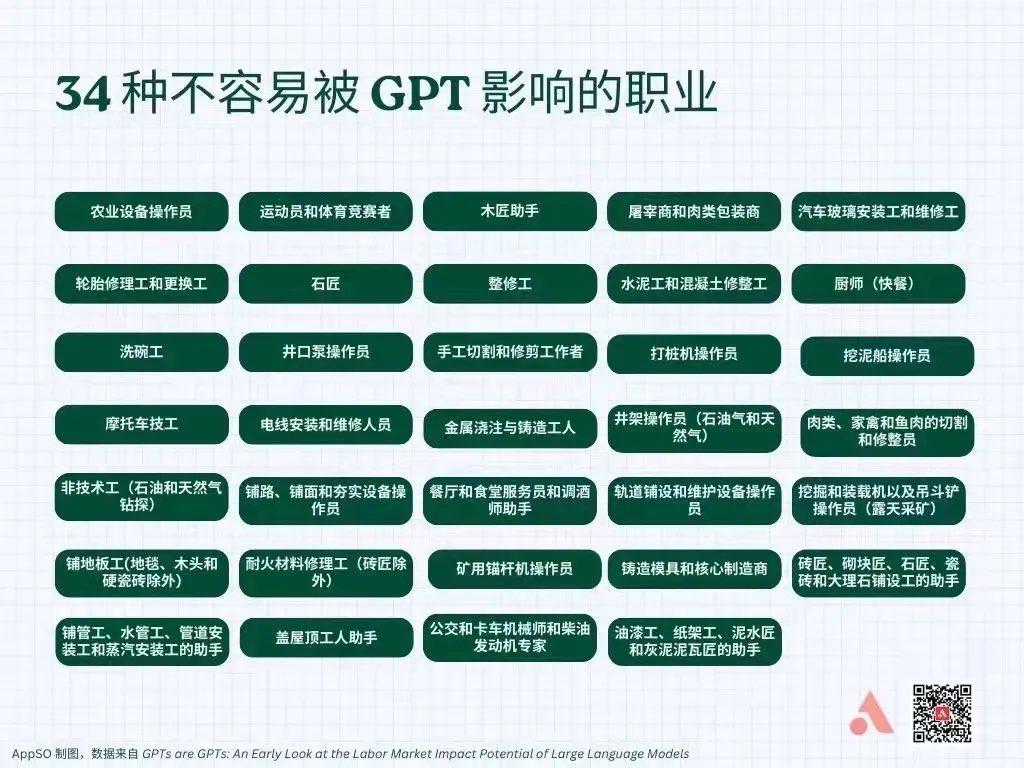 34 种不容易被 GPT 影响的职业
农业设备操作员
运动员和体育竞赛者
木匠助手
屠宰商和肉类包装商
汽车玻璃安装工和维修工
轮胎修理工和更换工
石匠
整修工
水泥工和混凝土修整工
厨师（快餐）
洗碗工
井口泵操作员
手工切割和修剪工作者
打桩机操作员
挖泥船操作员
摩托车技工
电线安装和维修人员
金属浇注与铸造工人
井架操作员（石油气和天
然气）
肉类、家禽和鱼肉的切割
和修整员
非技术工（石油和天然气
钻探）
铺路、铺面和夯实设备操
作员
餐厅和食堂服务员和调酒
师助手
轨道铺设和维护设备操作
员
挖掘和装载机以及吊斗铲
操作员（露天采矿）
铺地板工(地毯、木头和
硬瓷砖除外)
耐火材料修理工（砖匠除
外）
矿用锚杆机操作员
铸造模具和核心制造商
砖匠、砌块匠、石匠、瓷
砖和大理石铺设工的助手
铺管工、水管工、管道安
装工和蒸汽安装工的助手
盖屋顶工人助手
公交和卡车机械师和柴油
发动机专家
油漆工、纸架工、泥水匠
和灰泥泥瓦匠的助手
AppSO 制图，数据来自 GPTs are GPTs: An Early Look at the Labor Market Impact Potential of Large Language Models